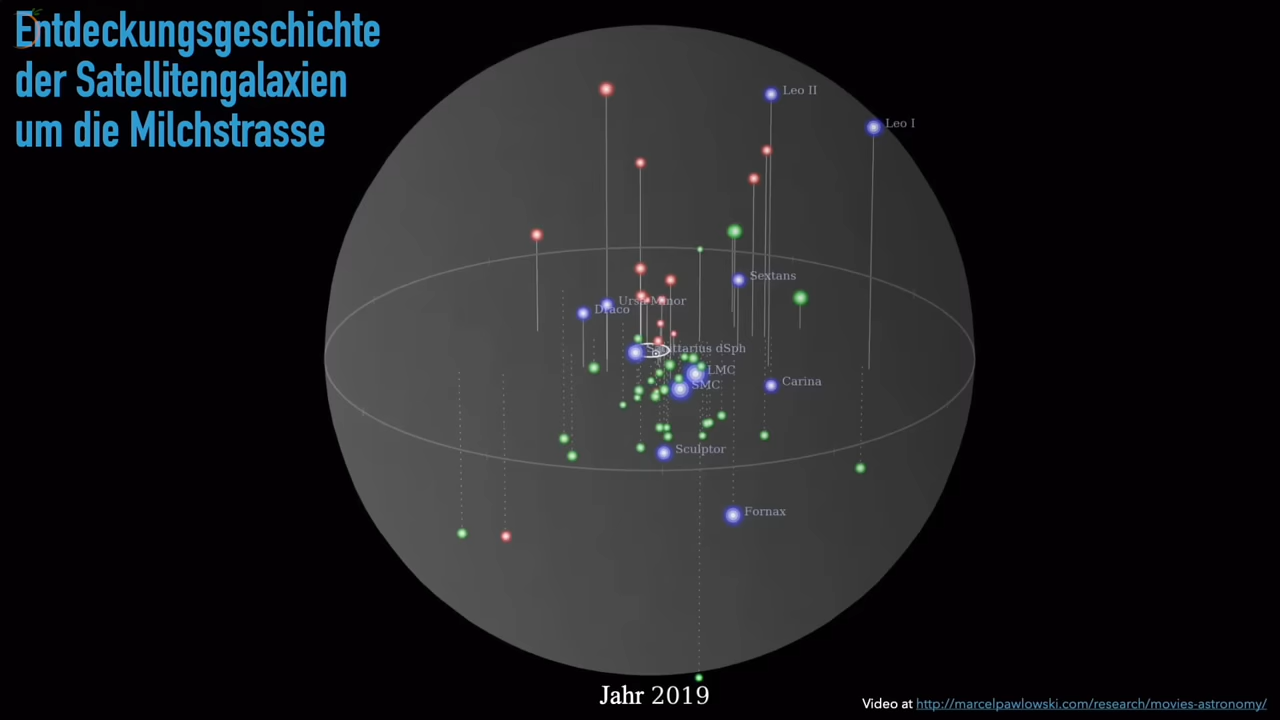 Entdeckungsgeschichte
der Satellitengalaxien
um die Milchstrasse
Leo II
Leo I
Sextans
Ursa Minor
Draco
Sagittarius dSph
LMC
SMC
Carina
Sculptor
Fornax
Jahr 2019
Video at http://marcelpawlowski.com/research/movies-astronomy/